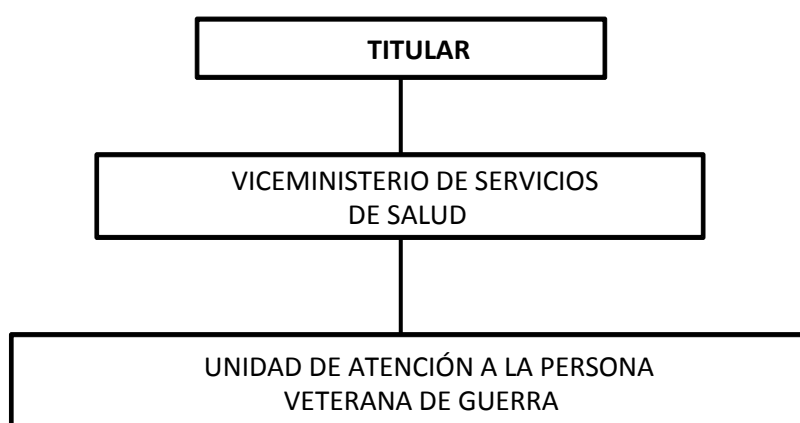 TITULAR
VICEMINISTERIO DE SERVICIOS
DE SALUD
UNIDAD DE ATENCIÓN A LA PERSONA
VETERANA DE GUERRA